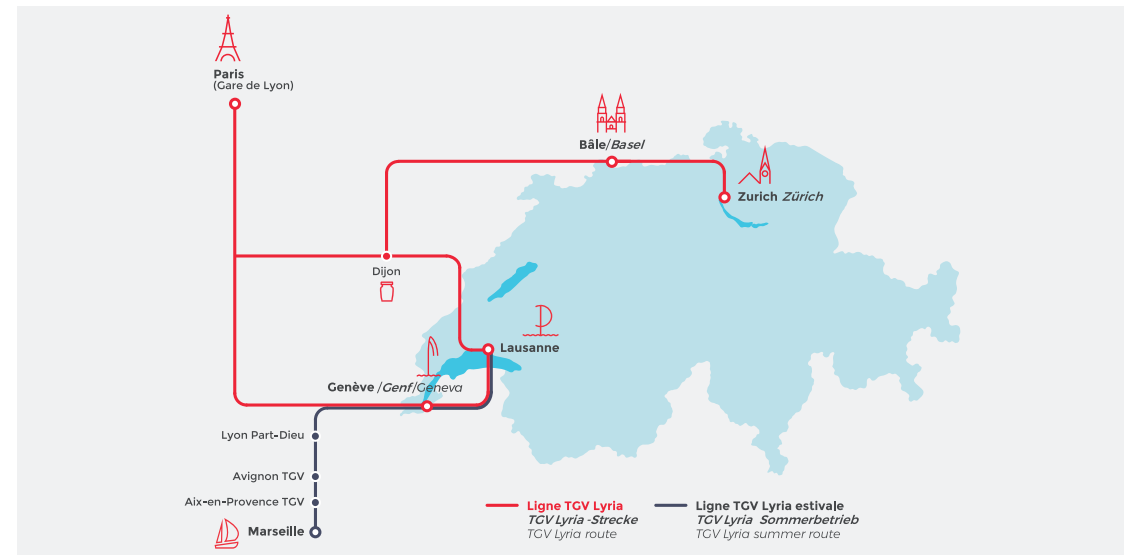 Paris
(Gare de Lyon)
Bâle/Basel
Zurich Zürich
Dijon
Lausanne
Genève /Genf/Geneva
Lyon Part-Dieu
Avignon TGV
Aix-en-Provence TGV
Marseille
Ligne TGV Lyria
TGV Lyria -Strecke
TGV Lyria route
Ligne TGV Lyria estivale
TGV Lyria Sommerbetrieb
TGV Lyria summer route